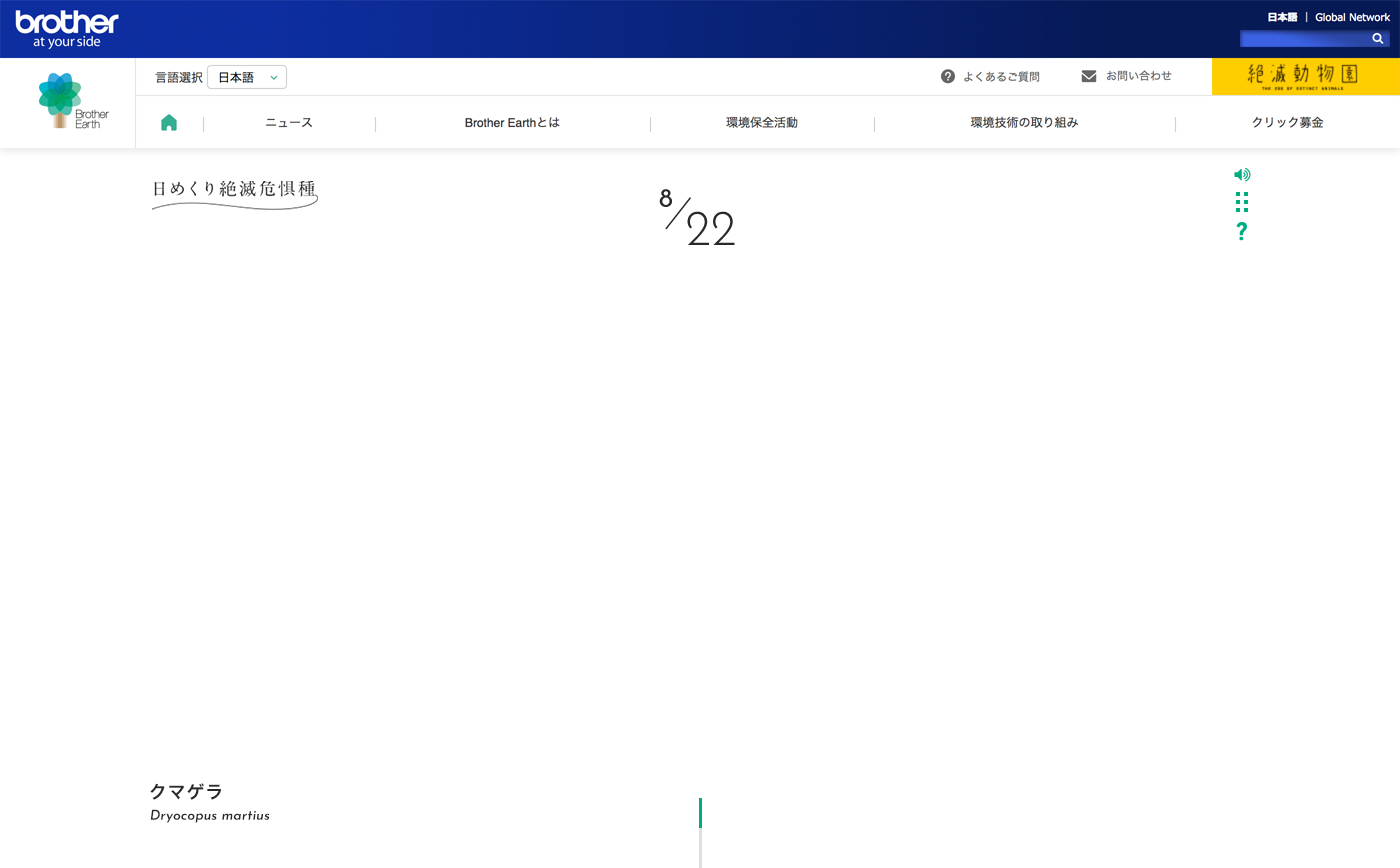 brother
at your side
日本語 | Global Network
Brother
Earth
言語選択 日本語
よくあるご質問
お問い合わせ
絶滅動物園
THE ZOO OF EXTINCT ANIMALS
ニュース
Brother Earthとは
環境保全活動
環境技術の取り組み
クリック募金
日めくり絶滅危惧種
8/22
クマゲラ
Dryocopus martius